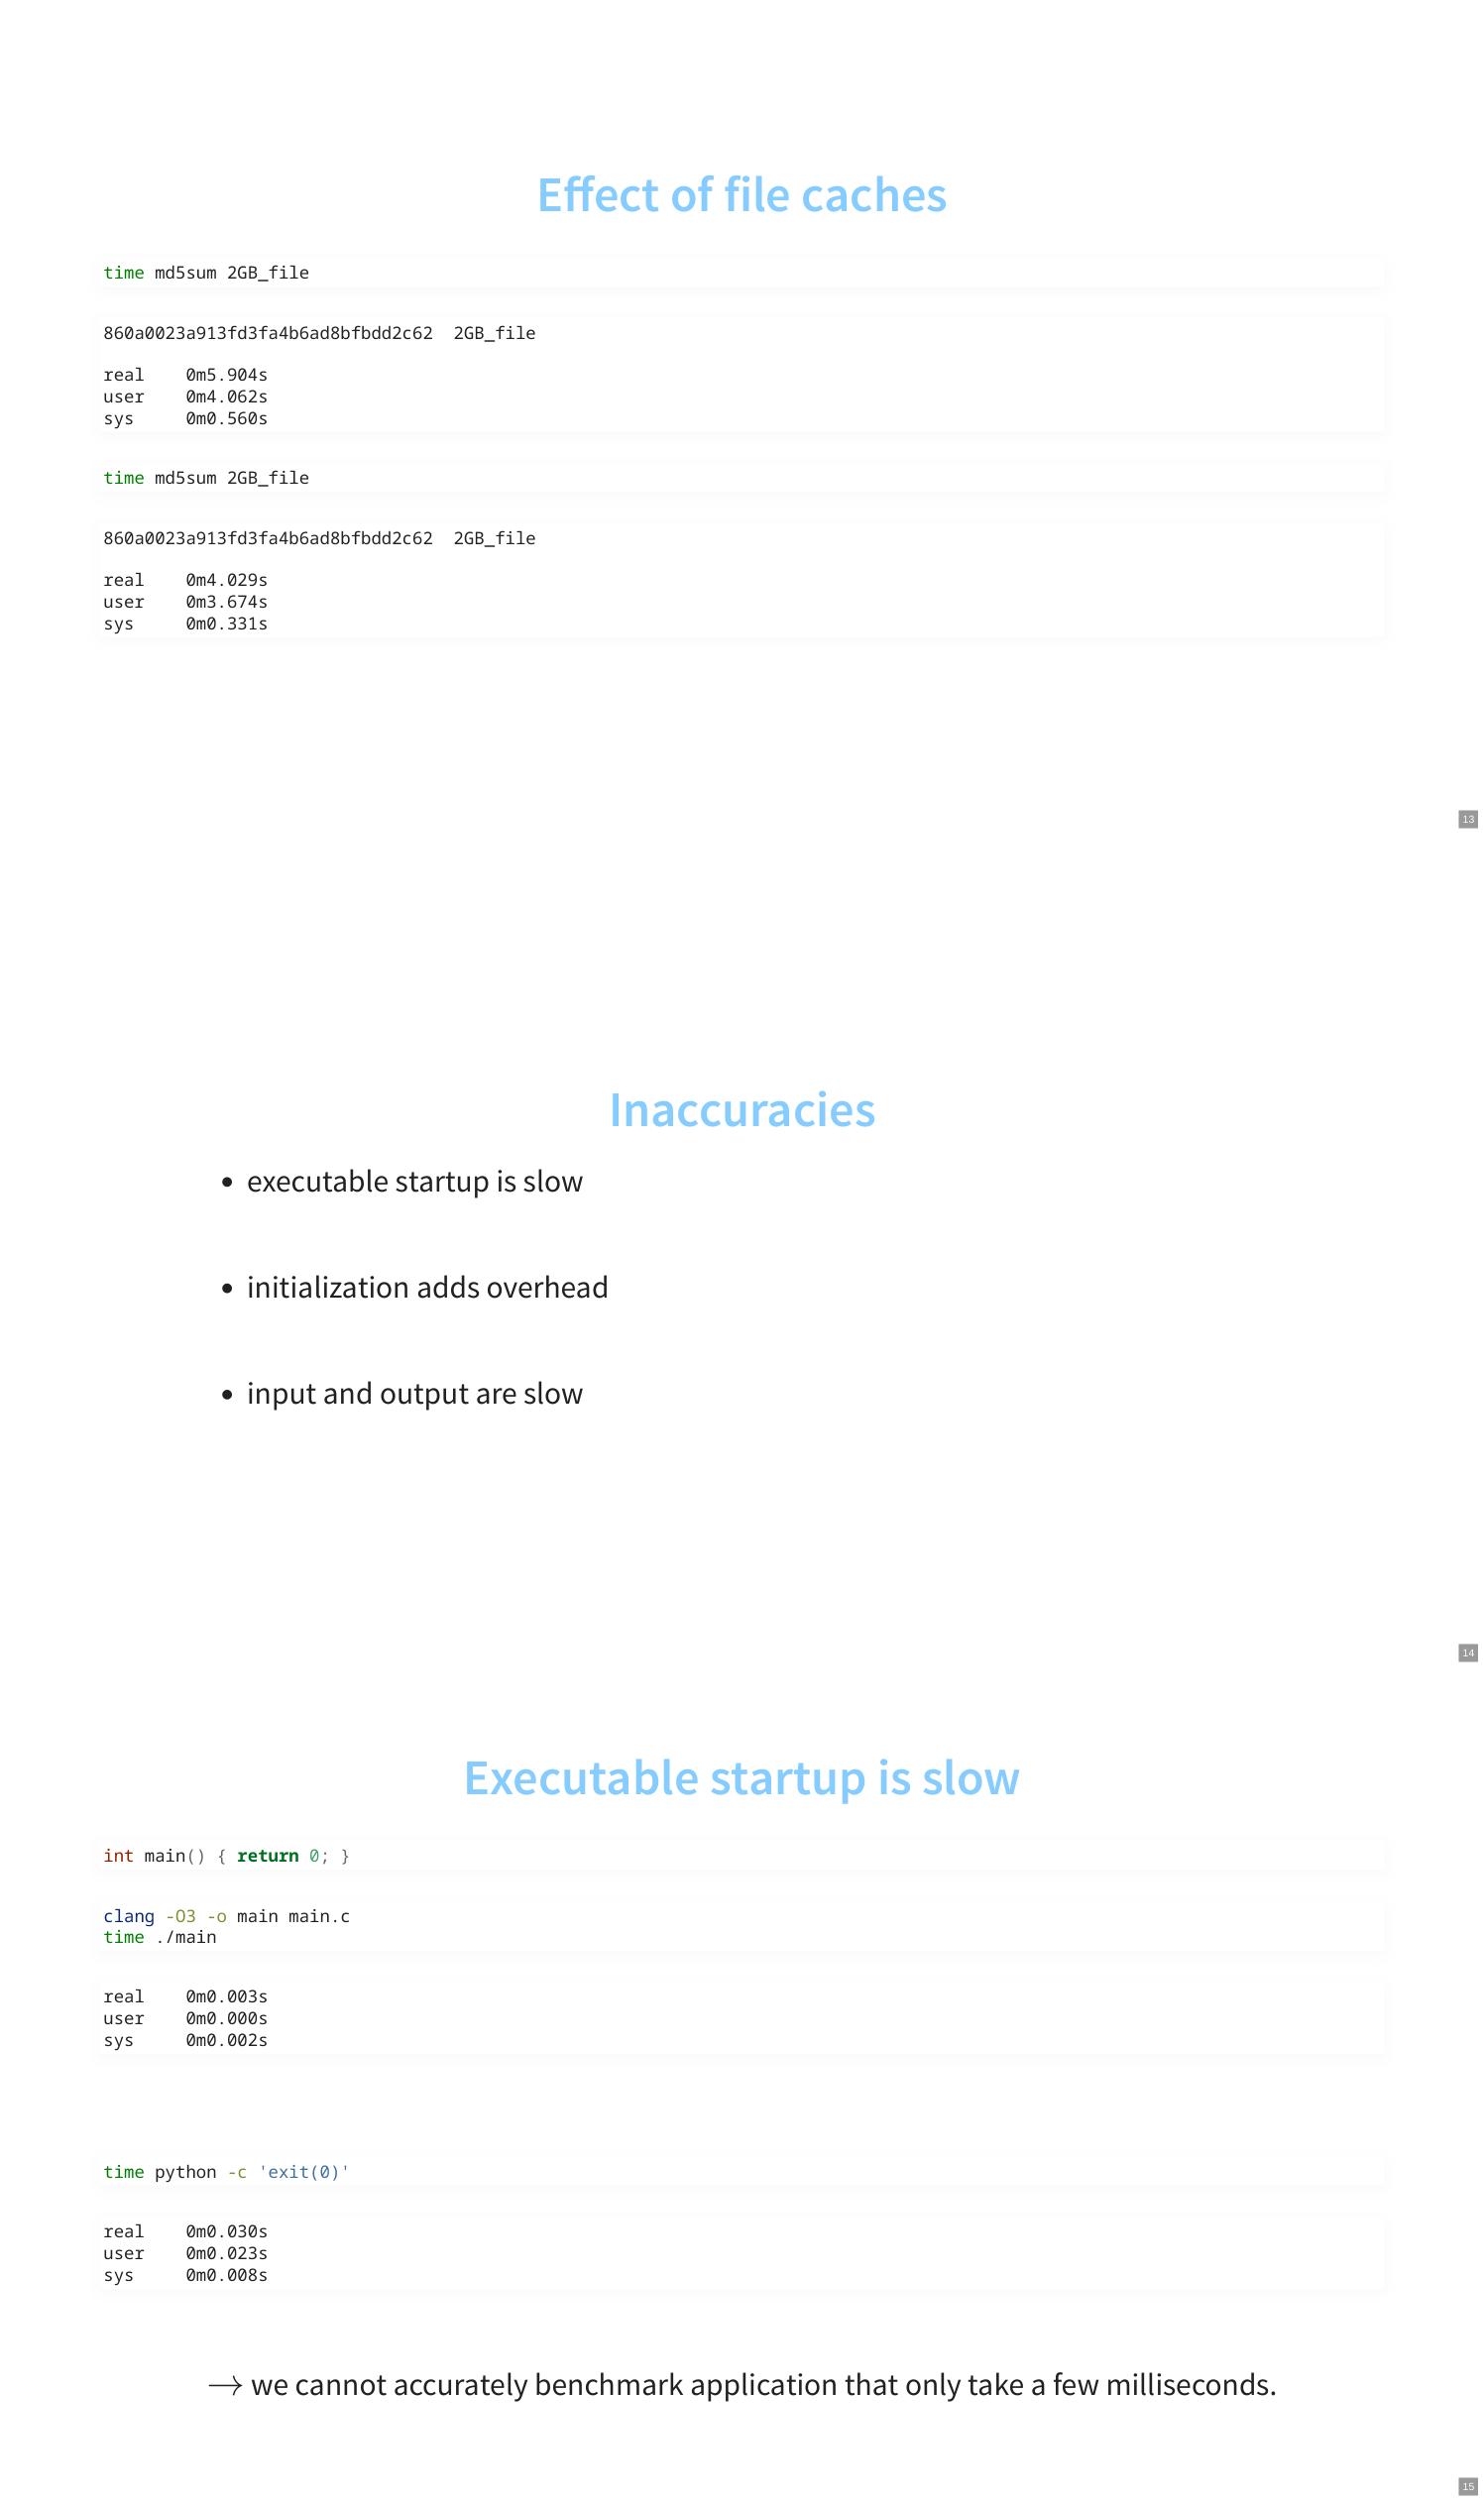 Effect of file caches
time md5sum 2GB_file
860a0023a913fd3fa4b6ad8bfbdd2c62  2GB_file
real    0m5.904s
user    0m4.062s
sys     0m0.560s
time md5sum 2GB_file
860a0023a913fd3fa4b6ad8bfbdd2c62  2GB_file
real    0m4.029s
user    0m3.674s
sys     0m0.331s
13
Inaccuracies
• executable startup is slow
• initialization adds overhead
• input and output are slow
14
Executable startup is slow
int main() { return 0; }
clang -O3 -o main main.c
time ./main
real    0m0.003s
user    0m0.000s
sys     0m0.002s
time python -c 'exit(0)'
real    0m0.030s
user    0m0.023s
sys     0m0.008s
→ we cannot accurately benchmark application that only take a few milliseconds.
15